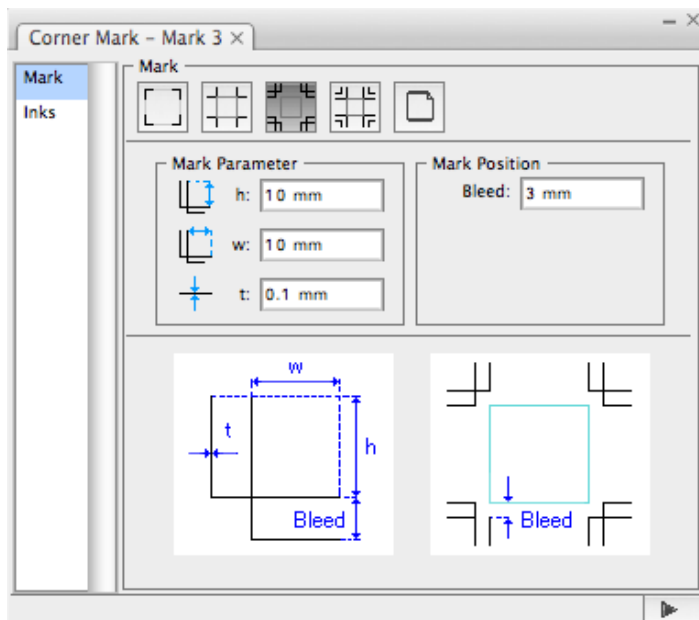 Corner Mark – Mark 3 ×
Mark
Inks
Mark
Mark Parameter
h: 10 mm
w: 10 mm
t: 0.1 mm
Mark Position
Bleed: 3 mm
w
t
h
Bleed
Bleed